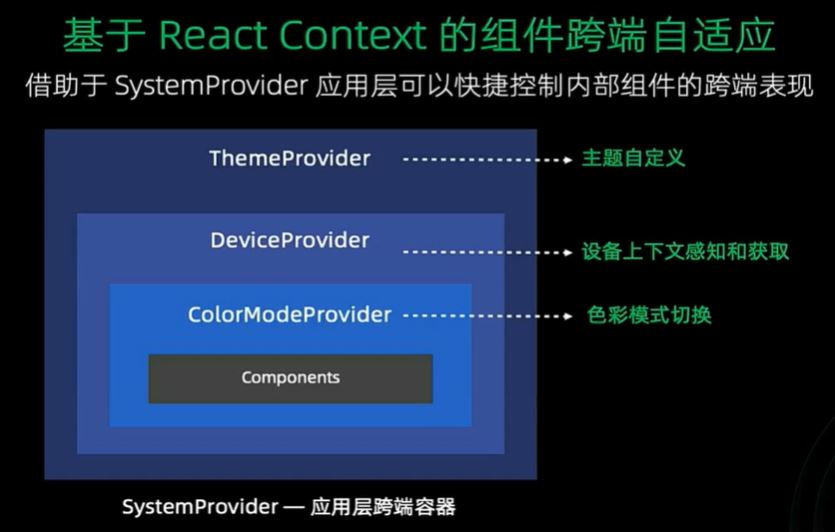 基于 React Context 的组件跨端自适应
借助于 SystemProvider 应用层可以快捷控制内部组件的跨端表现
ThemeProvider
主题自定义
DeviceProvider
设备上下文感知和获取
ColorModeProvider
色彩模式切换
Components
SystemProvider — 应用层跨端容器